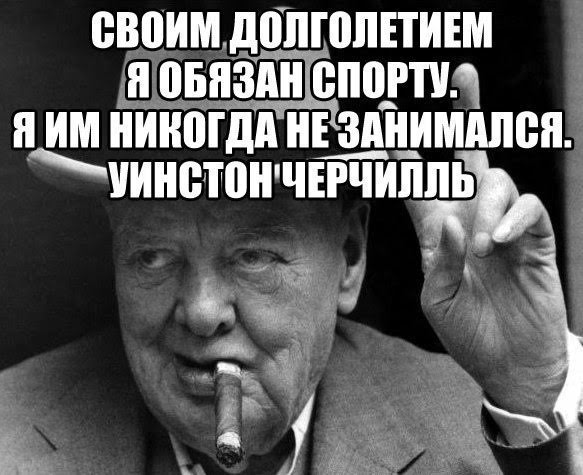 СВОИМ ДОЛГОЛЕТИЕМ
Я ОБЯЗАН СПОРТУ.
Я ИМ НИКОГДА НЕ ЗАНИМАЛСЯ.
УИНСТОН ЧЕРЧИЛЛЬ